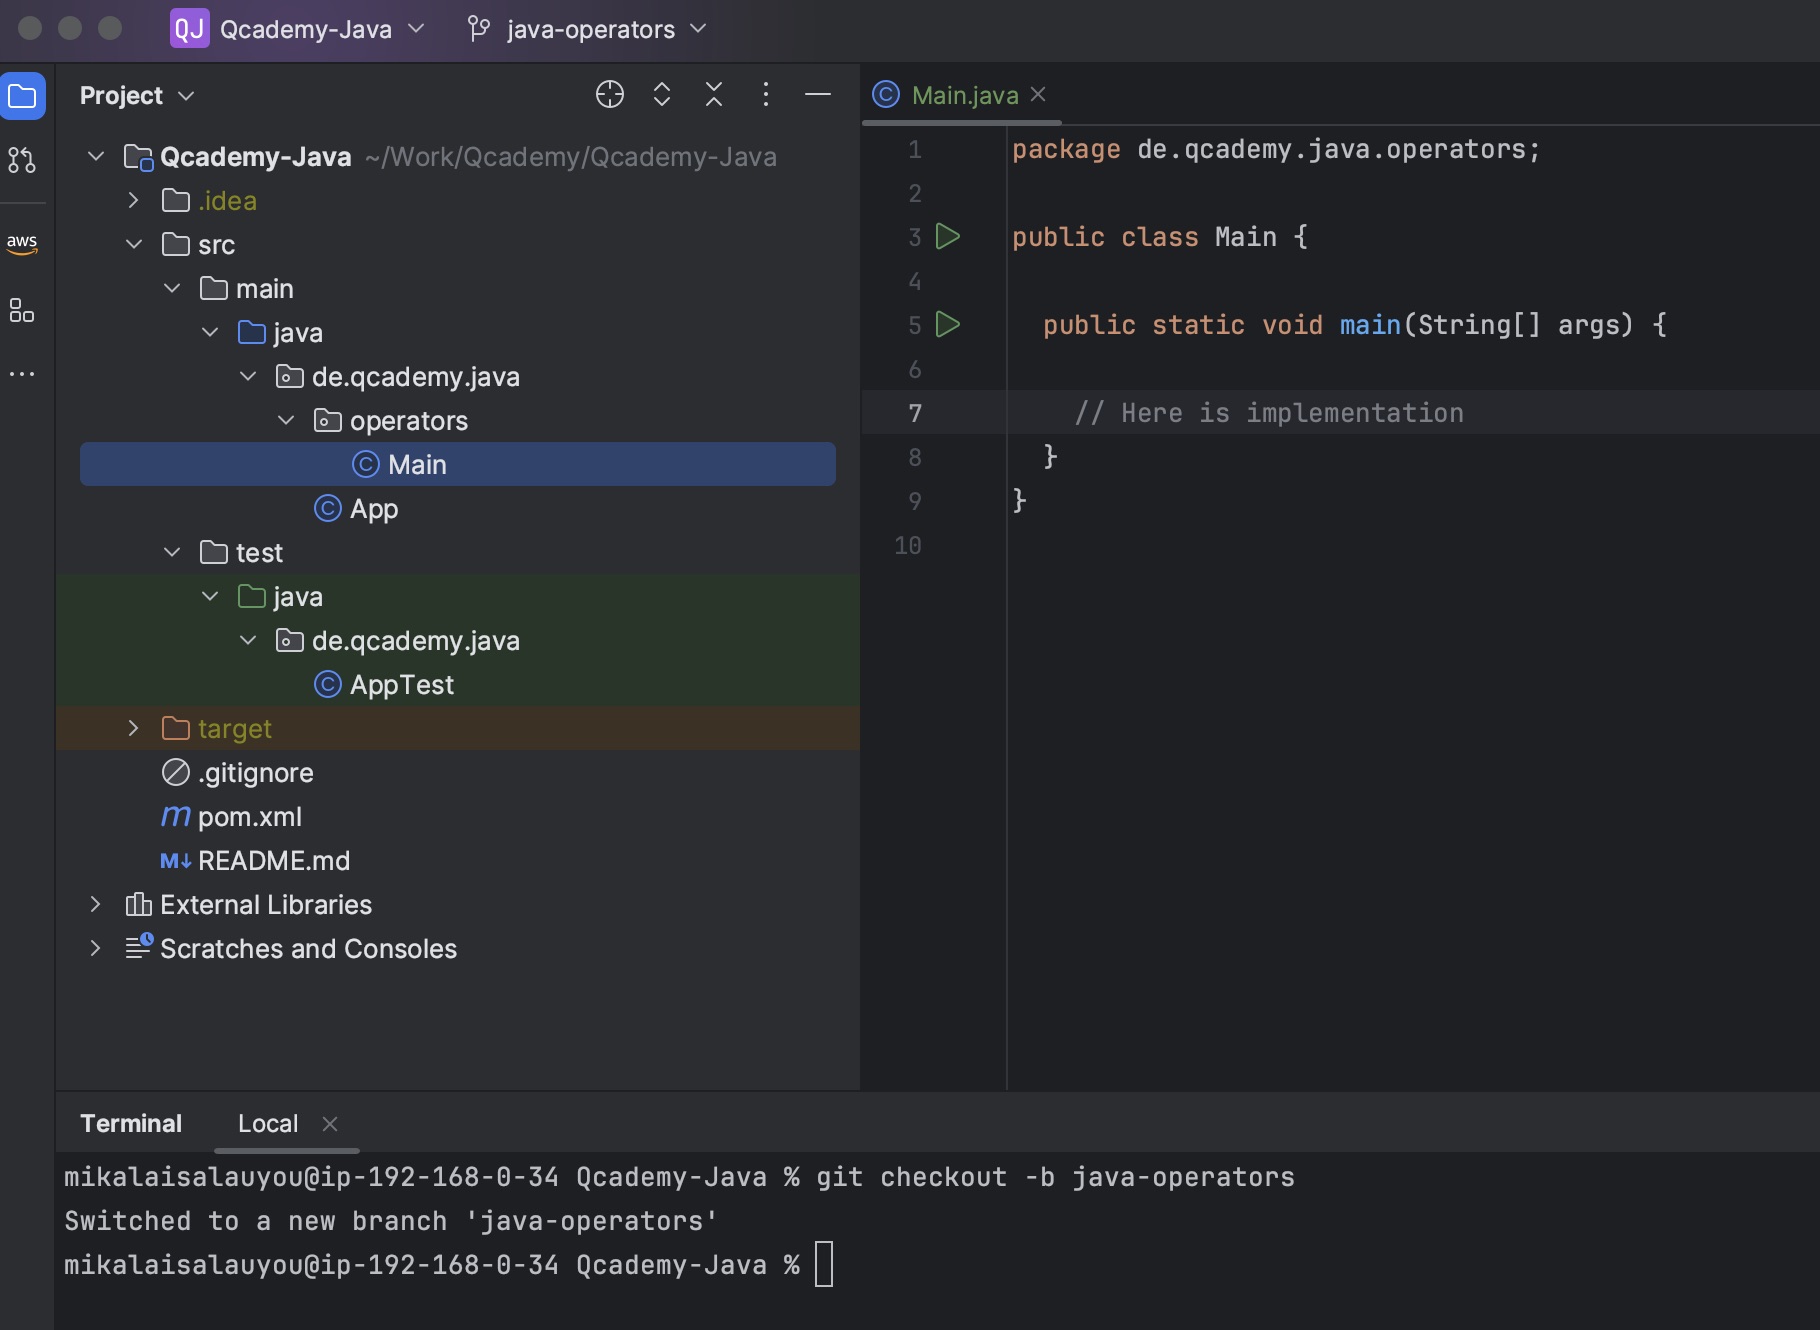 QJ Qcademy-Java java-operators
Project
Qcademy-Java ~/Work/Qcademy/Qcademy-Java
.idea
src
main
java
de.qcademy.java
operators
C Main
C App
test
java
de.qcademy.java
C AppTest
target
.gitignore
m pom.xml
M↓ README.md
External Libraries
Scratches and Consoles
aws
C Main.java
1 package de.qcademy.java.operators;
2
3 public class Main {
4
5 public static void main(String[] args) {
6
7 // Here is implementation
8 }
9 }
10
Terminal Local
mikalaisalauyou@ip-192-168-0-34 Qcademy-Java % git checkout -b java-operators
Switched to a new branch 'java-operators'
mikalaisalauyou@ip-192-168-0-34 Qcademy-Java %